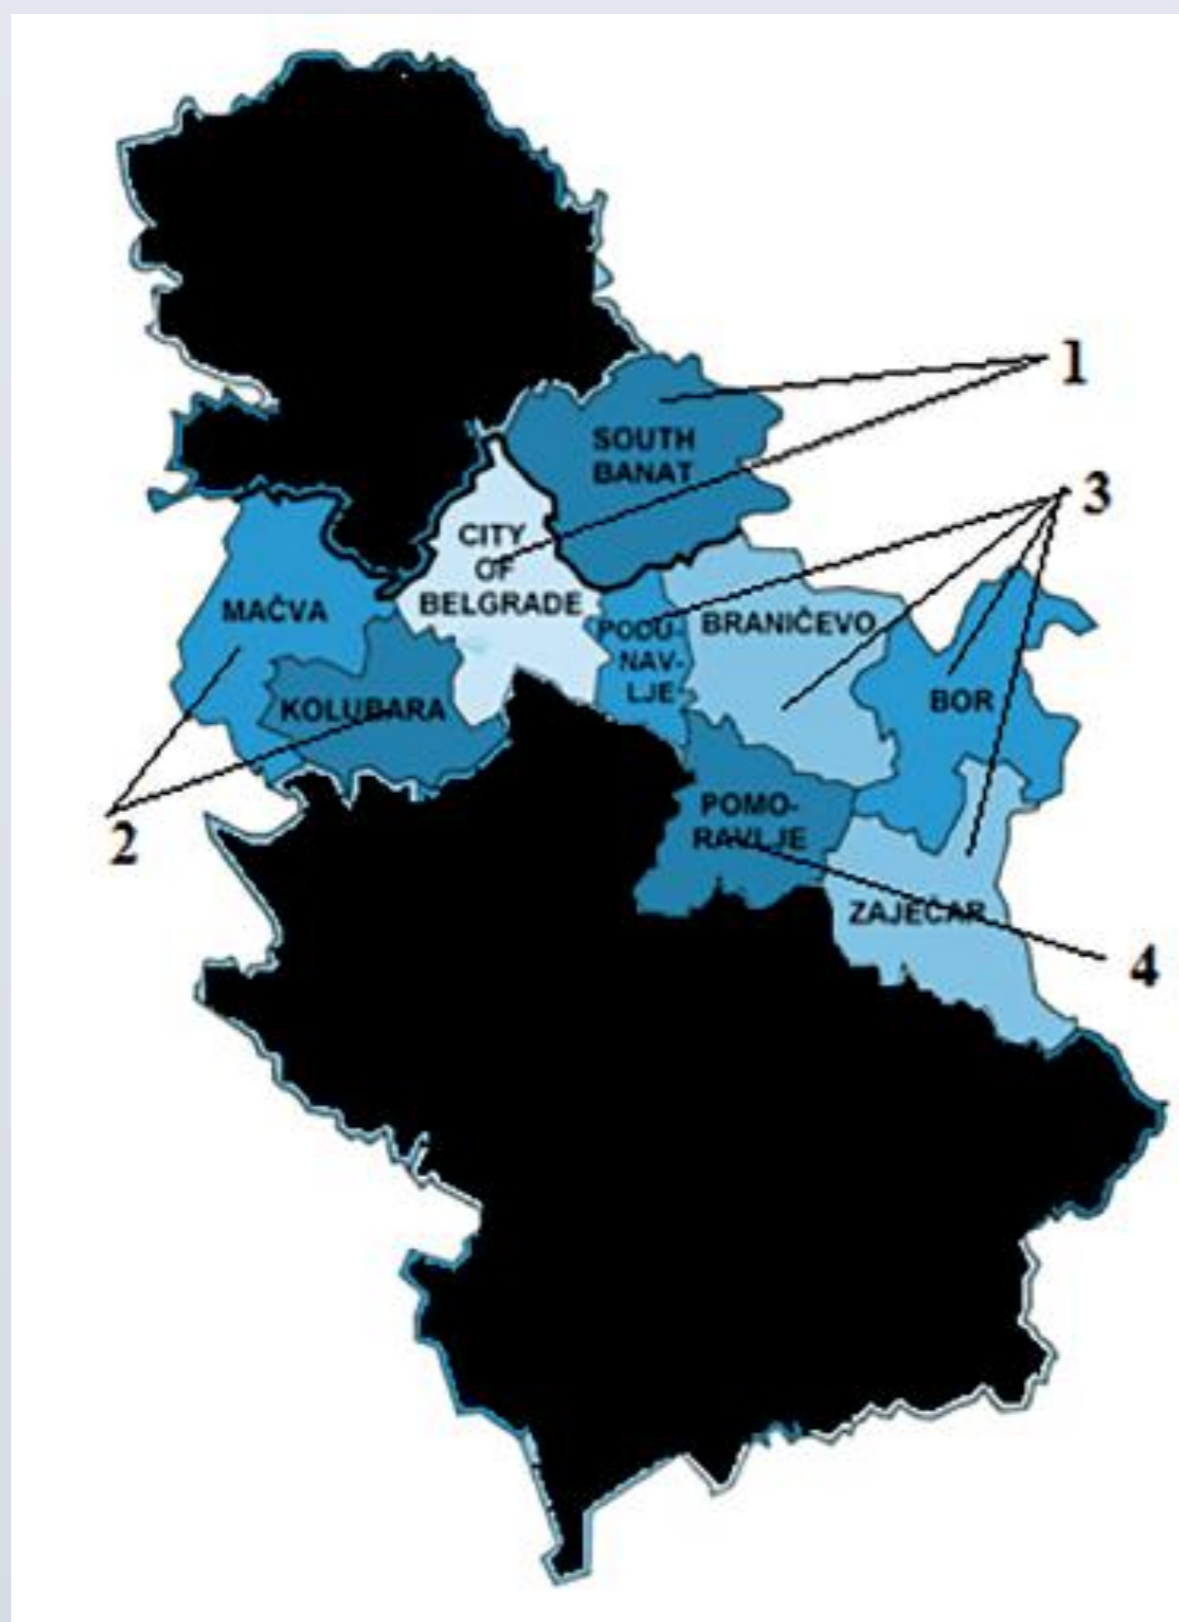 1
SOUTH
BANAT
3
CITY
OF
BELGRADE
MAČVA
PODU-
NAV-
LJE
BRANIČEVO
KOLUBARA
BOR
2
POMO-
RAVLJE
ZAJEČAR
4